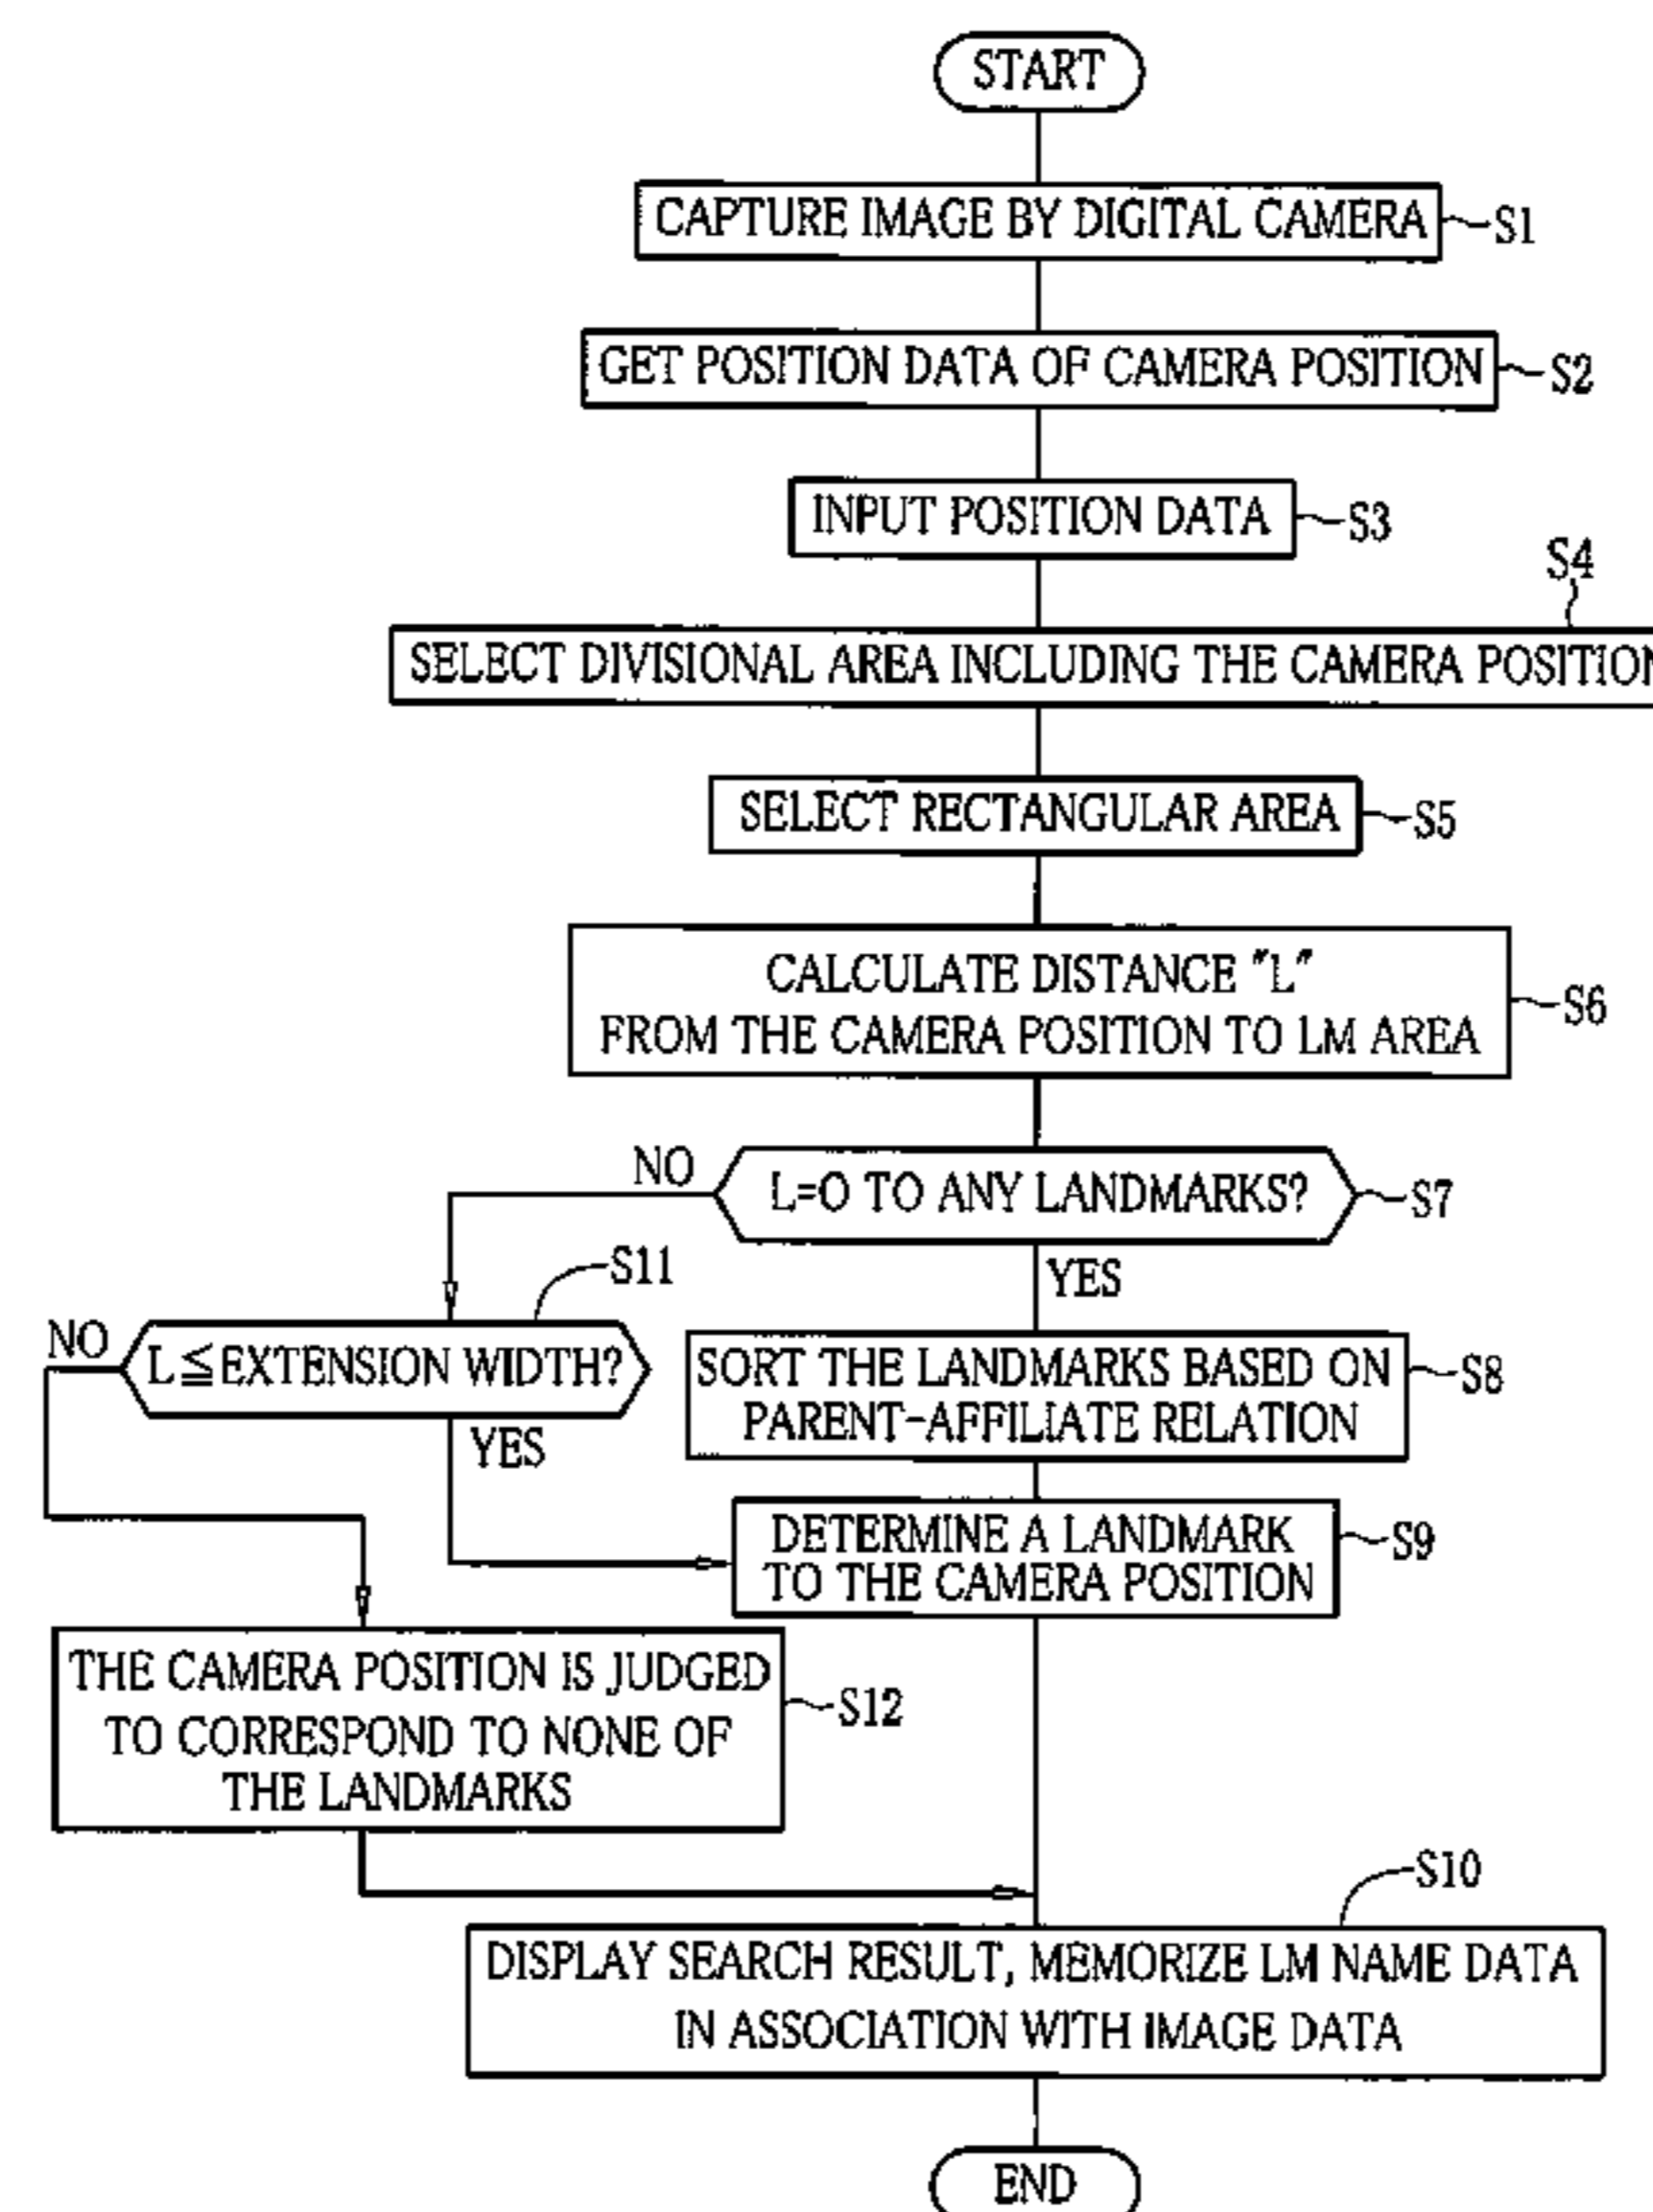 START
CAPTURE IMAGE BY DIGITAL CAMERA
S1
GET POSITION DATA OF CAMERA POSITION
S2
INPUT POSITION DATA
S3
S4
SELECT DIVISIONAL AREA INCLUDING THE CAMERA POSITION
SELECT RECTANGULAR AREA
S5
CALCULATE DISTANCE "L"
FROM THE CAMERA POSITION TO LM AREA
S6
NO
L=0 TO ANY LANDMARKS?
S7
YES
S11
NO
L≦EXTENSION WIDTH?
YES
SORT THE LANDMARKS BASED ON
PARENT-AFFILIATE RELATION
S8
DETERMINE A LANDMARK
TO THE CAMERA POSITION
S9
THE CAMERA POSITION IS JUDGED
TO CORRESPOND TO NONE OF
THE LANDMARKS
S12
S10
DISPLAY SEARCH RESULT, MEMORIZE LM NAME DATA
IN ASSOCIATION WITH IMAGE DATA
END